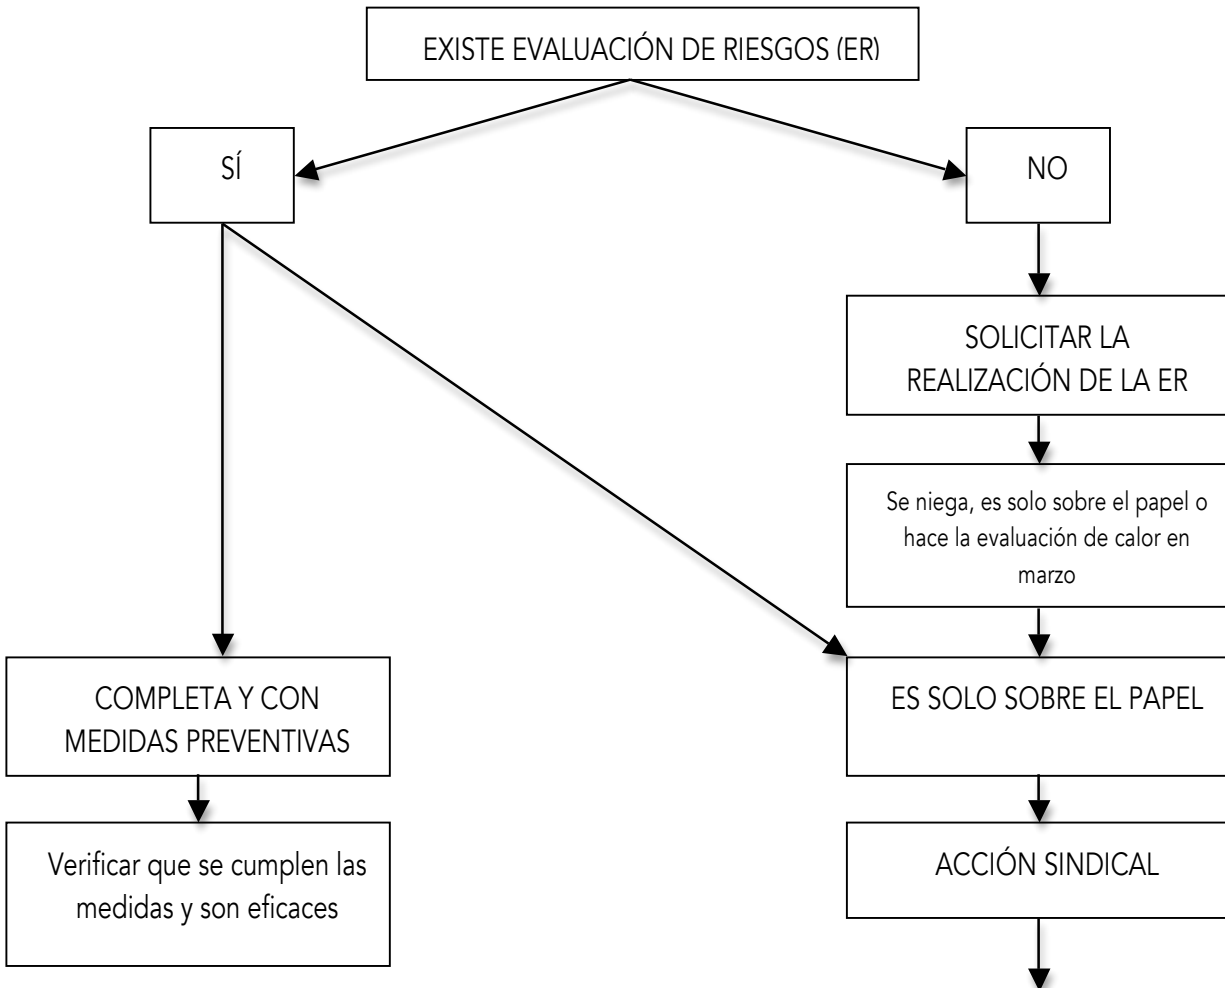 EXISTE EVALUACIÓN DE RIESGOS (ER)
SÍ
NO
SOLICITAR LA
REALIZACIÓN DE LA ER
Se niega, es solo sobre el papel o
hace la evaluación de calor en
marzo
COMPLETA Y CON
MEDIDAS PREVENTIVAS
ES SOLO SOBRE EL PAPEL
Verificar que se cumplen las
medidas y son eficaces
ACCIÓN SINDICAL